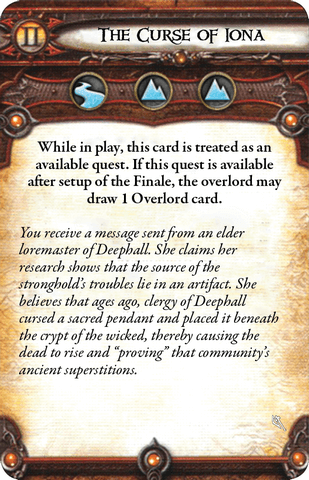 II
The Curse of Iona
While in play, this card is treated as an
available quest. If this quest is available
after setup of the Finale, the overlord may
draw 1 Overlord card.
You receive a message sent from an elder
loremaster of Deephall. She claims her
research shows that the source of the
stronghold’s troubles lie in an artifact. She
believes that ages ago, clergy of Deephall
cursed a sacred pendant and placed it beneath
the crypt of the wicked, thereby causing the
dead to rise and “proving” that community’s
ancient superstitions.